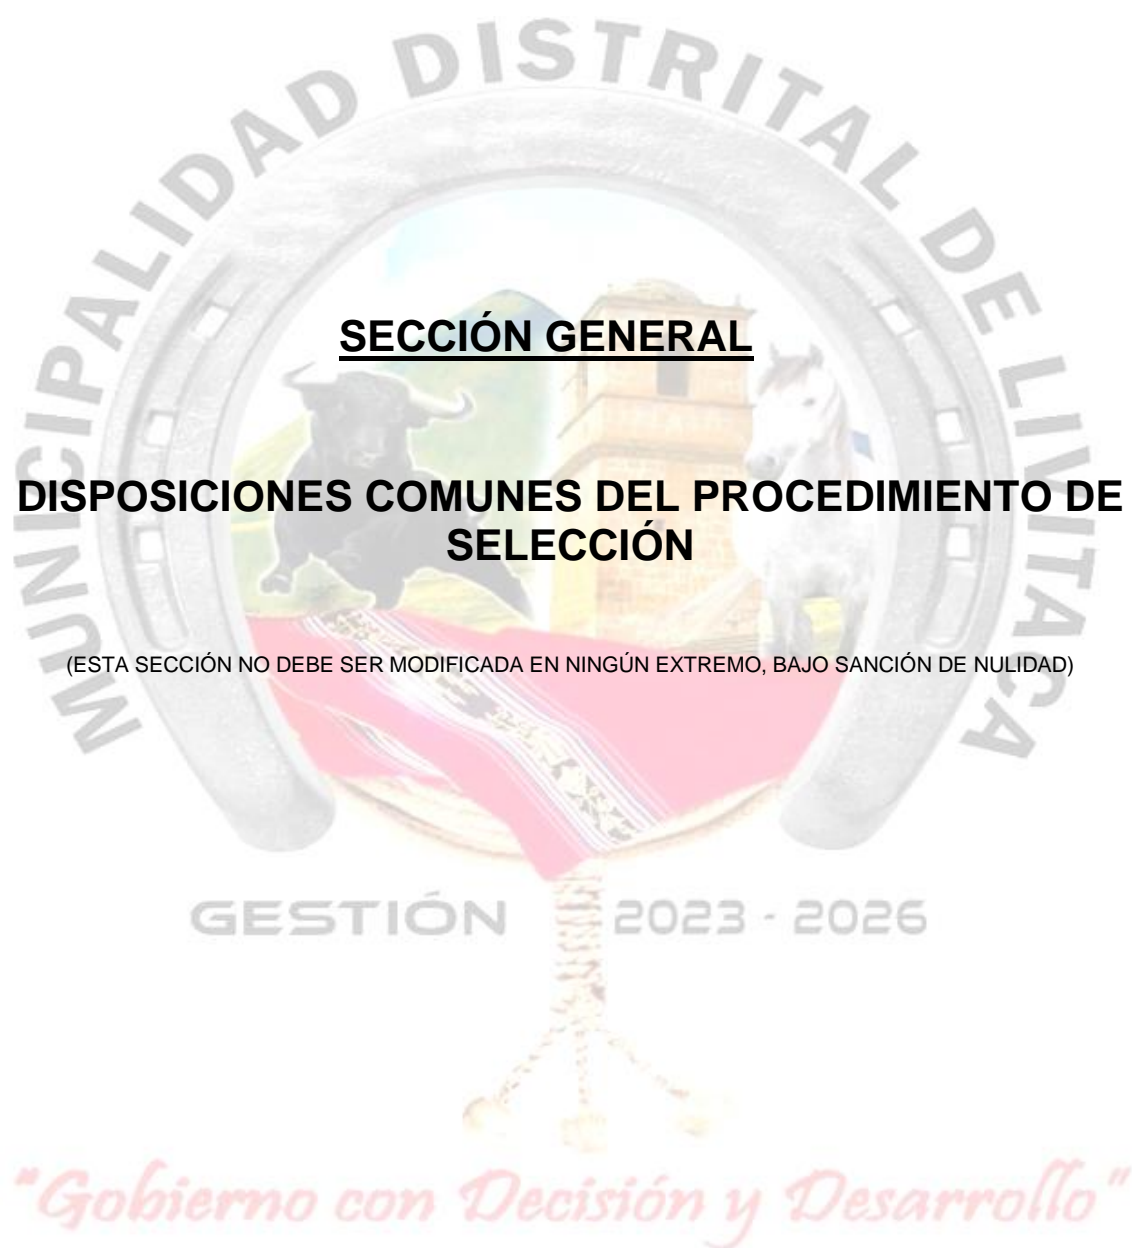 MUNICIPALIDAD DISTRITAL DE LIVITACA
SECCIÓN GENERAL
DISPOSICIONES COMUNES DEL PROCEDIMIENTO DE
SELECCIÓN
(ESTA SECCIÓN NO DEBE SER MODIFICADA EN NINGÚN EXTREMO, BAJO SANCIÓN DE NULIDAD)
GESTIÓN 2023 - 2026
"Gobierno con Decisión y Desarrollo"